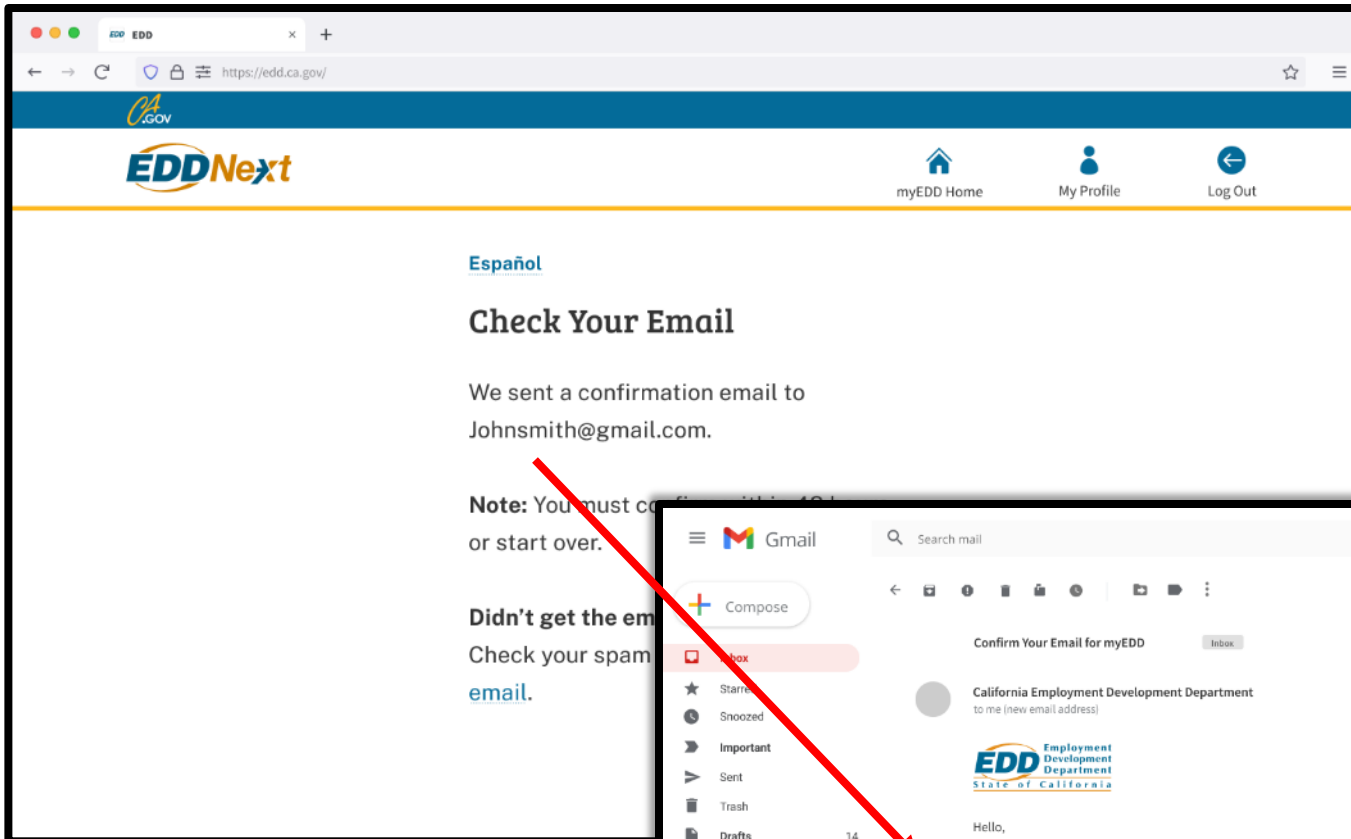 EDD EDD × +
https://edd.ca.gov/
CA
.GOV
EDDNext
myEDD Home My Profile Log Out
Español
Check Your Email
We sent a confirmation email to
Johnsmith@gmail.com.
Note: You must
or start over.
Didn't get the
Check your spam
email.
Gmail
Search mail
Compose
Confirm Your Email for myEDD Inbox
Inbox
California Employment Development Department
to me (new email address)
Starred
Snoozed
Important
Sent
Trash
Drafts 14
EDD
Employment
Development
Department
State of California
Hello,